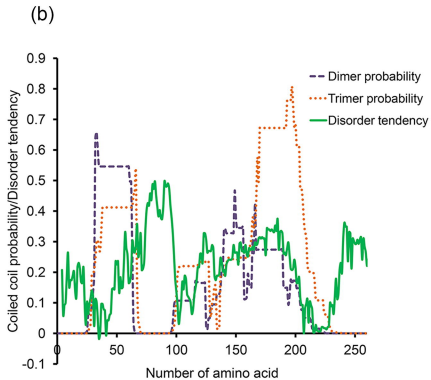 (b)
0.9
0.8
0.7
0.6
0.5
0.4
0.3
0.2
0.1
0
-0.1
Coiled coil probability/Disorder tendency
Dimer probability
Trimer probability
Disorder tendency
0 50 100 150 200 250
Number of amino acid